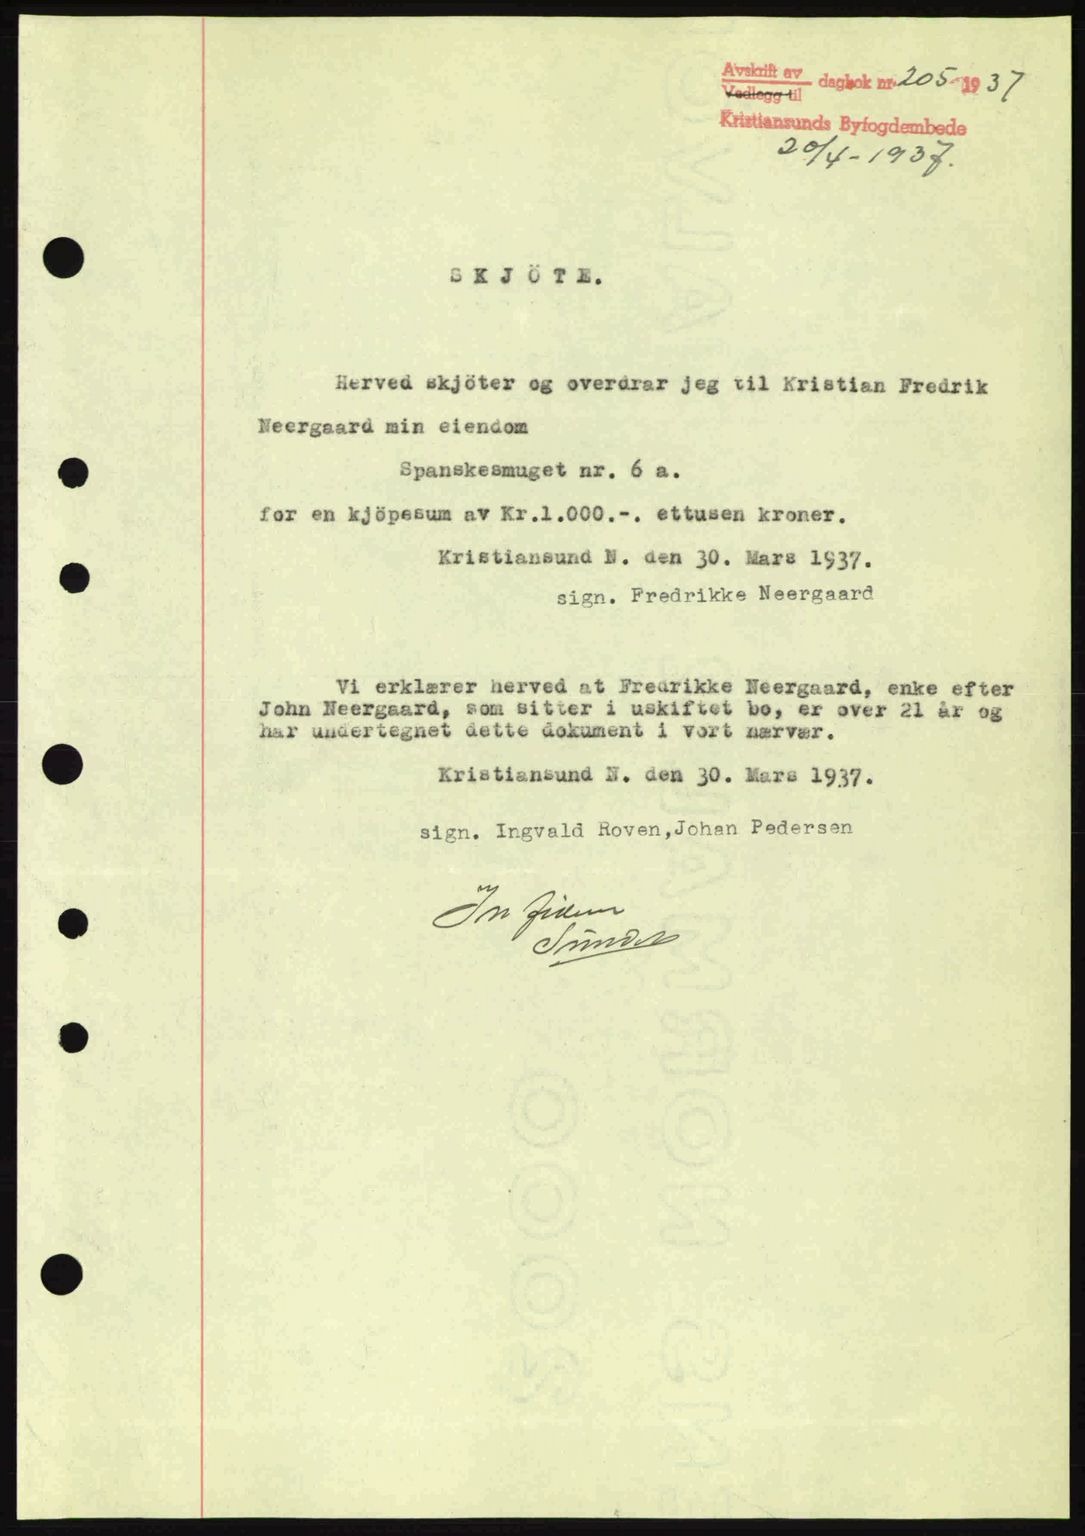 Avskrift av
Vedlegg til
dagbok nr. 205 1937
Kristiansunds Byfogdembede
20/4-1937.
SKJÖTE.
Herved skjöter og overdrar jeg til Kristian Fredrik
Neergaard min eiendom
Spanskesmuget nr. 6 a.
for en kjöpesum av Kr.1.000.-. ettusen kroner.
Kristiansund N. den 30. Mars 1937.
sign. Fredrikke Neergaard
Vi erklærer herved at Fredrikke Neergaard, enke efter
John Neergaard, som sitter i uskiftet bo, er over 21 år og
har undertegnet dette dokument i vort nærvær.
Kristiansund N. den 30. Mars 1937.
sign. Ingvald Roven,Johan Pedersen
In fidem